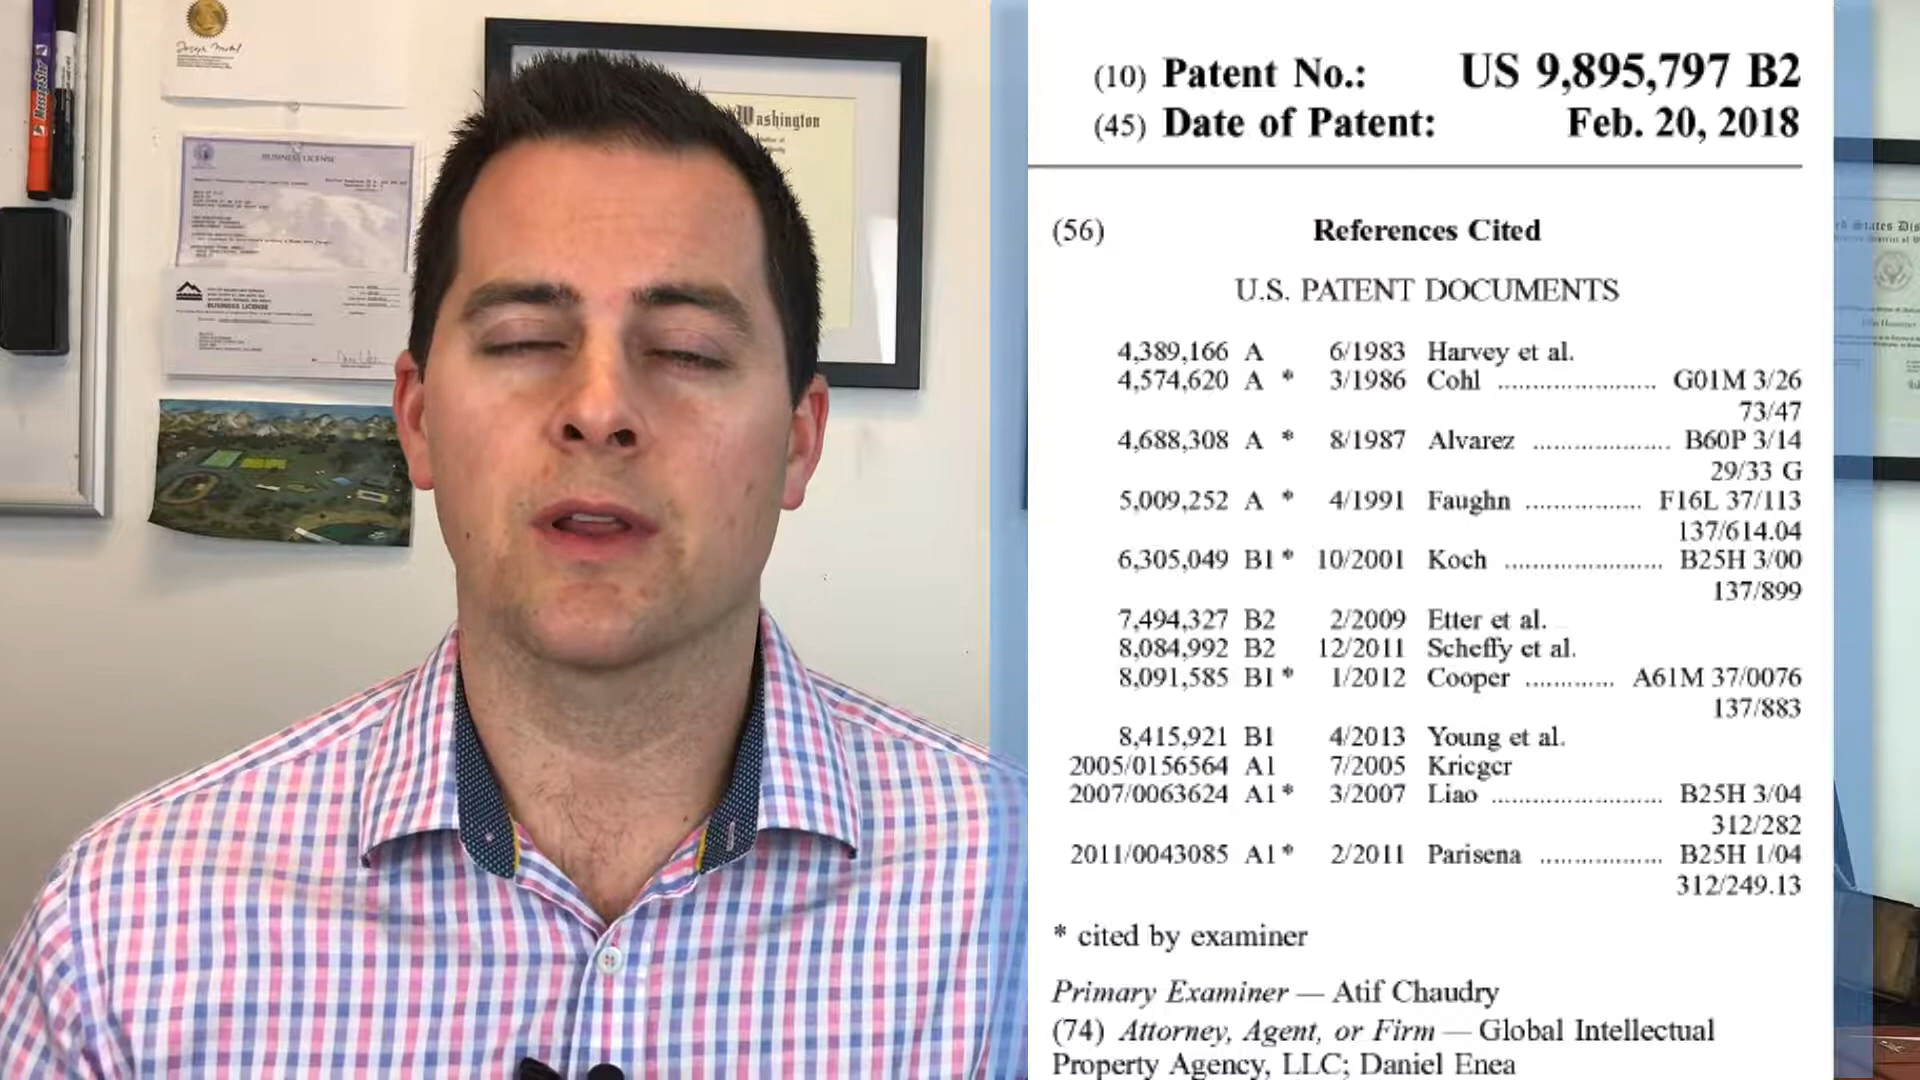 MessageStor
Joseph Mabel
BUSINESS LICENSE
BUSINESS LICENSE
Washington
(10) Patent No.: US 9,895,797 B2
(45) Date of Patent: Feb. 20, 2018
(56) References Cited
U.S. PATENT DOCUMENTS
4,389,166 A 6/1983 Harvey et al.
4,574,620 A * 3/1986 Cohl ....................... G01M 3/26
73/47
4,688,308 A * 8/1987 Alvarez .................... B60P 3/14
29/33 G
5,009,252 A * 4/1991 Faughn ................. F16L 37/113
137/614.04
6,305,049 B1 * 10/2001 Koch ....................... B25H 3/00
137/899
7,494,327 B2 2/2009 Etter et al.
8,084,992 B2 12/2011 Scheffy et al.
8,091,585 B1 * 1/2012 Cooper ............. A61M 37/0076
137/883
8,415,921 B1 4/2013 Young et al.
2005/0156564 A1 7/2005 Krieger
2007/0063624 A1 * 3/2007 Liao ......................... B25H 3/04
312/282
2011/0043085 A1 * 2/2011 Parisena .................. B25H 1/04
312/249.13
* cited by examiner
Primary Examiner — Atif Chaudry
(74) Attorney, Agent, or Firm — Global Intellectual
Property Agency, LLC; Daniel Enea
States Dis